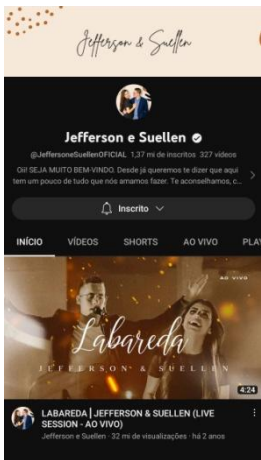 Jefferson & Suellen
Jefferson e Suellen
@JeffersoneSuellenOFICIAL 1,37 mi de inscritos 327 vídeos
Oii! SEJA MUITO BEM-VINDO. Desde já queremos te dizer que aqui
tem um pouco de tudo que nós amamos fazer. Te aconselhamos, c...
Inscrito
INÍCIO VÍDEOS SHORTS AO VIVO PLAY
AO VIVO
Labareda
JEFFERSON & SUELLEN
4:24
LABAREDA | JEFFERSON & SUELLEN (LIVE
SESSION - AO VIVO)
Jefferson e Suellen · 32 mi de visualizações · há 2 anos